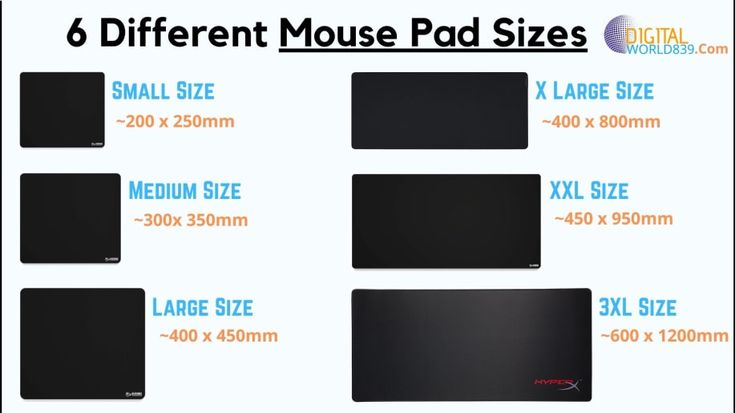 6 Different Mouse Pad Sizes
DIGITAL
WORLD839.Com
Small Size
~200 x 250mm
Medium Size
~300x 350mm
Large Size
~400 x 450mm
X Large Size
~400 x 800mm
XXL Size
~450 x 950mm
3XL Size
~600 x 1200mm
HYPERX